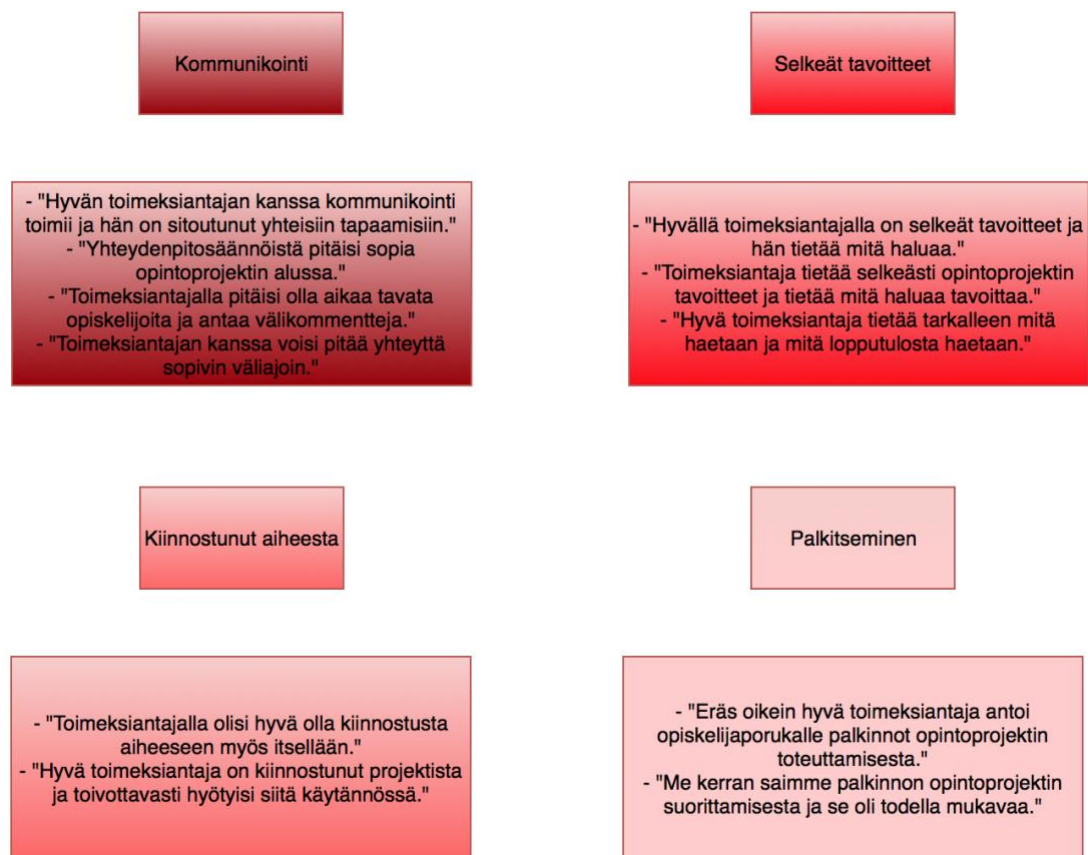 Kommunikointi
Selkeät tavoitteet
- "Hyvän toimeksiantajan kanssa kommunikointi
toimii ja hän on sitoutunut yhteisiin tapaamisiin."
- "Yhteydenpitosäännöistä pitäisi sopia
opintoprojektin alussa."
- "Toimeksiantajalla pitäisi olla aikaa tavata
opiskelijoita ja antaa välikommentteja."
- "Toimeksiantajan kanssa voisi pitää yhteyttä
sopivin väliajoin."
- "Hyvällä toimeksiantajalla on selkeät tavoitteet ja
hän tietää mitä haluaa."
- "Toimeksiantaja tietää selkeästi opintoprojektin
tavoitteet ja tietää mitä haluaa tavoittaa."
- "Hyvä toimeksiantaja tietää tarkalleen mitä
haetaan ja mitä lopputulosta haetaan."
Kiinnostunut aiheesta
Palkitseminen
- "Toimeksiantajalla olisi hyvä olla kiinnostusta
aiheeseen myös itsellään."
- "Hyvä toimeksiantaja on kiinnostunut projektista
ja toivottavasti hyötyisi siitä käytännössä."
- "Eräs oikein hyvä toimeksiantaja antoi
opiskelijaporukalle palkinnot opintoprojektin
toteuttamisesta."
- "Me kerran saimme palkinnon opintoprojektin
suorittamisesta ja se oli todella mukavaa."